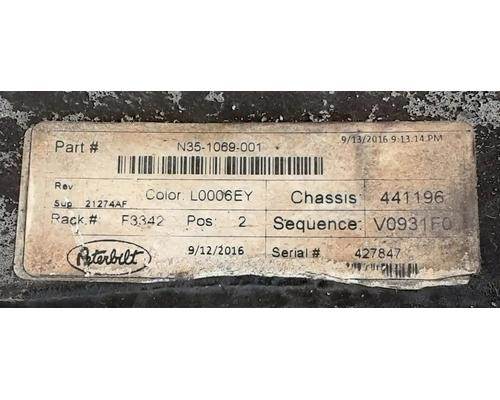 Part # N35-1069-001 9/13/2016 9:13:14 PM
Rev
Sup 21274AF Color: L0006EY Chassis: 441196
Rack.# F3342 Pos: 2 Sequence: V0931F0
Peterbilt 9/12/2016 Serial # 427847